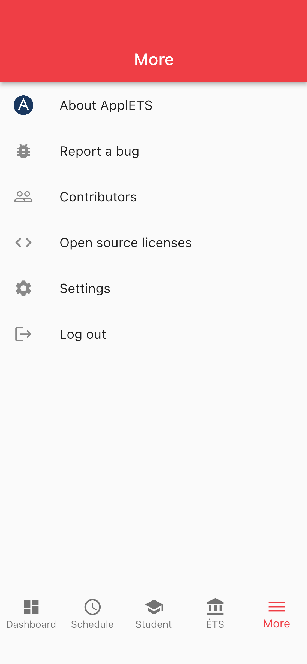 More
About ApplETS
Report a bug
Contributors
Open source licenses
Settings
Log out
Dashboard Schedule Student ÉTS More